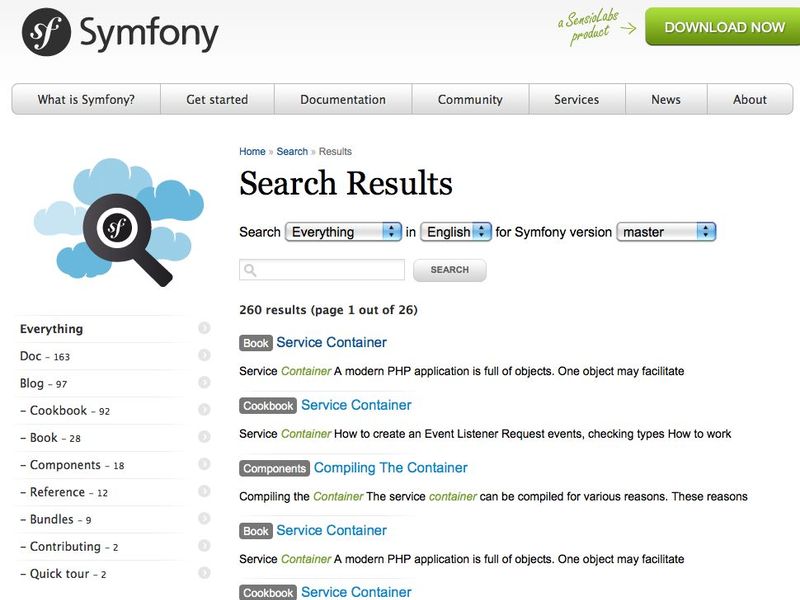 sf Symfony
a SensioLabs
product
DOWNLOAD NOW
What is Symfony? Get started Documentation Community Services News About
sf
Everything
Doc – 163
Blog – 97
– Cookbook – 92
– Book – 28
– Components – 18
– Reference – 12
– Bundles – 9
– Contributing – 2
– Quick tour – 2
Home » Search » Results
Search Results
Search Everything in English for Symfony version master
SEARCH
260 results (page 1 out of 26)
Book Service Container
Service Container A modern PHP application is full of objects. One object may facilitate
Cookbook Service Container
Service Container How to create an Event Listener Request events, checking types How to work
Components Compiling The Container
Compiling the Container The service container can be compiled for various reasons. These reasons
Book Service Container
Service Container A modern PHP application is full of objects. One object may facilitate
Cookbook Service Container